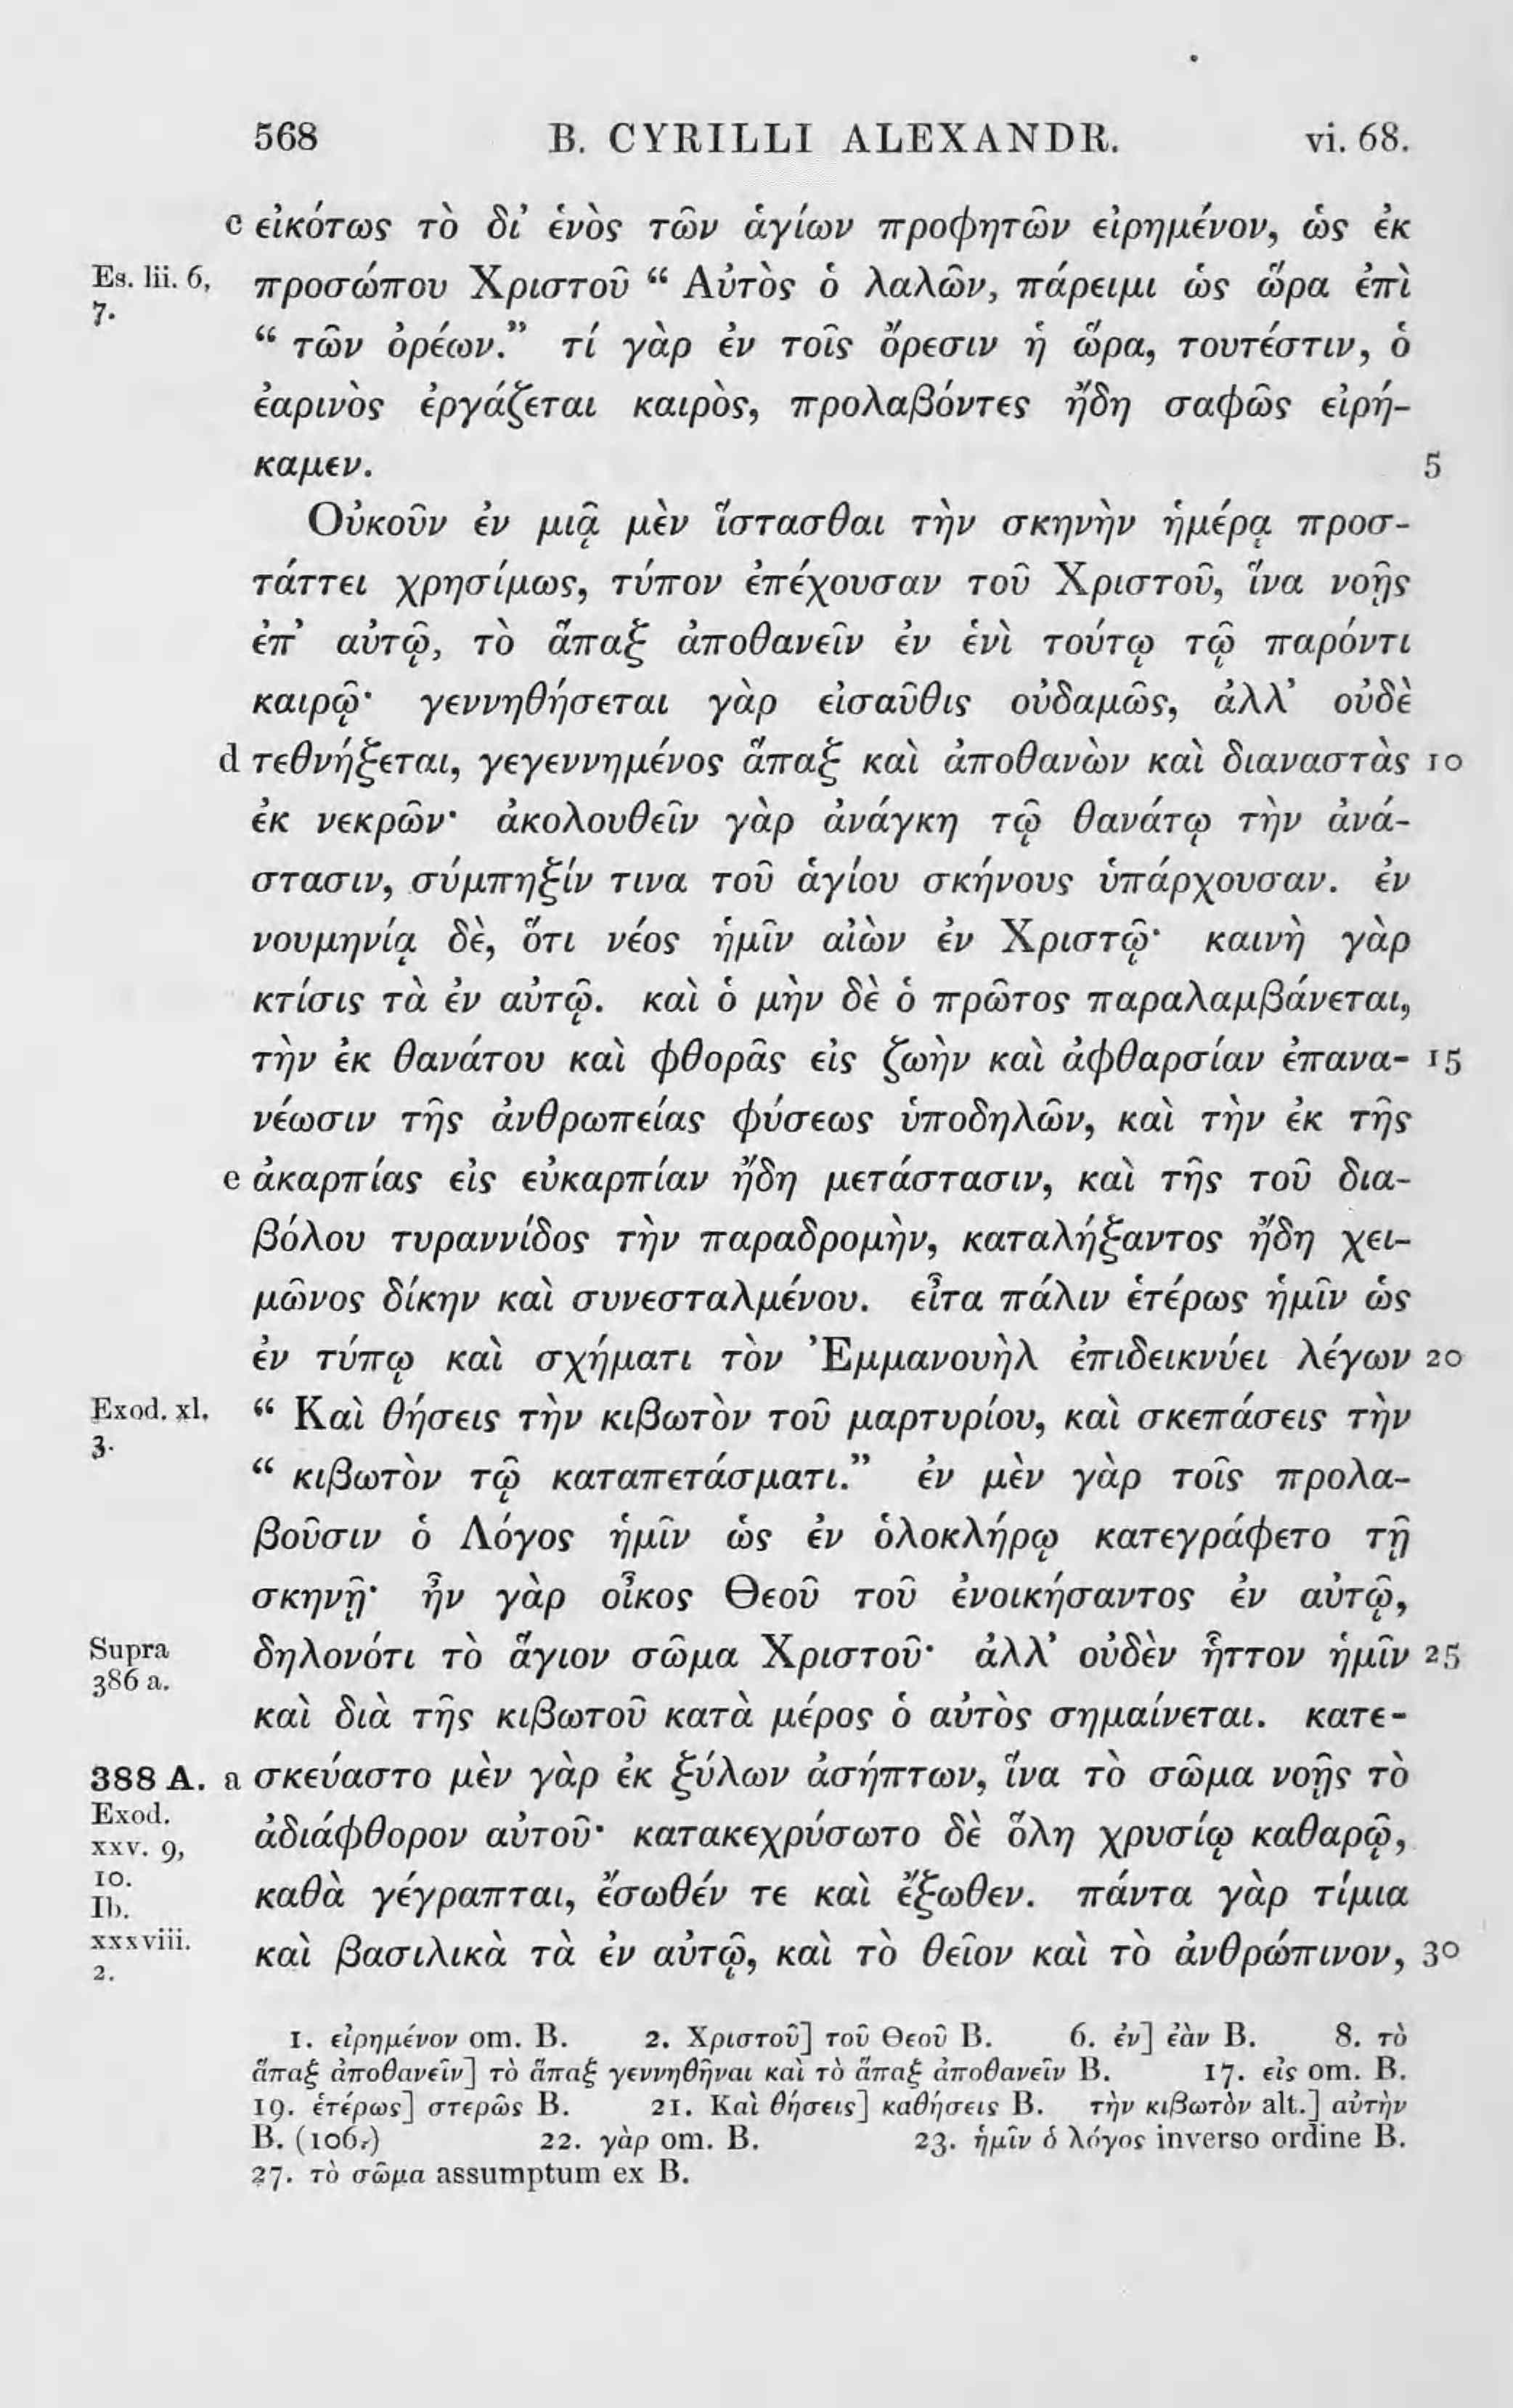 568 B. CYRILLI ALEXANDR. vi. 68.
c εἰκότως τὸ δι’ ἑνὸς τῶν ἁγίων προφητῶν εἰρημένον, ὡς ἐκ
Es. lii. 6, προσώπου Χριστοῦ “ Αὐτὸς ὁ λαλῶν, πάρειμι ὡς ὥρα ἐπὶ
7. “ τῶν ὀρέων.” τί γὰρ ἐν τοῖς ὄρεσιν ἡ ὥρα, τουτέστιν, ὁ
ἐαρινὸς ἐργάζεται καιρὸς, προλαβόντες ἤδη σαφῶς εἰρή-
καμεν. 5
Οὐκοῦν ἐν μιᾷ μὲν ἵστασθαι τὴν σκηνὴν ἡμέρᾳ προσ-
τάττει χρησίμως, τύπον ἐπέχουσαν τοῦ Χριστοῦ, ἵνα νοῇς
ἐπ’ αὐτῷ, τὸ ἅπαξ ἀποθανεῖν ἐν ἑνὶ τούτῳ τῷ παρόντι
καιρῷ· γεννηθήσεται γὰρ εἰσαῦθις οὐδαμῶς, ἀλλ’ οὐδὲ
d τεθνήξεται, γεγεννημένος ἅπαξ καὶ ἀποθανὼν καὶ διαναστὰς 10
ἐκ νεκρῶν· ἀκολουθεῖν γὰρ ἀνάγκη τῷ θανάτῳ τὴν ἀνά-
στασιν, σύμπηξίν τινα τοῦ ἁγίου σκήνους ὑπάρχουσαν. ἐν
νουμηνίᾳ δὲ, ὅτι νέος ἡμῖν αἰὼν ἐν Χριστῷ· καινὴ γὰρ
κτίσις τὰ ἐν αὐτῷ. καὶ ὁ μὴν δὲ ὁ πρῶτος παραλαμβάνεται,
τὴν ἐκ θανάτου καὶ φθορᾶς εἰς ζωὴν καὶ ἀφθαρσίαν ἐπανα- 15
νέωσιν τῆς ἀνθρωπείας φύσεως ὑποδηλῶν, καὶ τὴν ἐκ τῆς
e ἀκαρπίας εἰς εὐκαρπίαν ἤδη μετάστασιν, καὶ τῆς τοῦ δια-
βόλου τυραννίδος τὴν παραδρομὴν, καταλήξαντος ἤδη χει-
μῶνος δίκην καὶ συνεσταλμένου. εἶτα πάλιν ἑτέρως ἡμῖν ὡς
ἐν τύπῳ καὶ σχήματι τὸν Ἐμμανουὴλ ἐπιδεικνύει λέγων 20
Exod. xl. “ Καὶ θήσεις τὴν κιβωτὸν τοῦ μαρτυρίου, καὶ σκεπάσεις τὴν
3. “ κιβωτὸν τῷ καταπετάσματι.” ἐν μὲν γὰρ τοῖς προλα-
βοῦσιν ὁ Λόγος ἡμῖν ὡς ἐν ὁλοκλήρῳ κατεγράφετο τῇ
σκηνῇ· ἦν γὰρ οἶκος Θεοῦ τοῦ ἐνοικήσαντος ἐν αὐτῷ,
Supra δηλονότι τὸ ἅγιον σῶμα Χριστοῦ· ἀλλ’ οὐδὲν ἧττον ἡμῖν 25
386 a. καὶ διὰ τῆς κιβωτοῦ κατὰ μέρος ὁ αὐτὸς σημαίνεται. κατε-
388 A. a σκεύαστο μὲν γὰρ ἐκ ξύλων ἀσήπτων, ἵνα τὸ σῶμα νοῇς τὸ
Exod.
xxv. 9, ἀδιάφθορον αὐτοῦ· κατακεχρύσωτο δὲ ὅλη χρυσίῳ καθαρῷ,
10.
Ib. καθὰ γέγραπται, ἔσωθέν τε καὶ ἔξωθεν. πάντα γὰρ τίμια
xxxviii.
2. καὶ βασιλικὰ τὰ ἐν αὐτῷ, καὶ τὸ θεῖον καὶ τὸ ἀνθρώπινον, 30
1. εἰρημένον om. B. 2. Χριστοῦ] τοῦ Θεοῦ B. 6. ἐν] ἐὰν B. 8. τὸ
ἅπαξ ἀποθανεῖν] τὸ ἅπαξ γεννηθῆναι καὶ τὸ ἅπαξ ἀποθανεῖν B. 17. εἰς om. B.
19. ἑτέρως] στερῶς B. 21. Καὶ θήσεις] καθήσεις B. τὴν κιβωτὸν alt.] αὐτὴν
B. (106r) 22. γὰρ om. B. 23. ἡμῖν ὁ λόγος inverso ordine B.
27. τὸ σῶμα assumptum ex B.